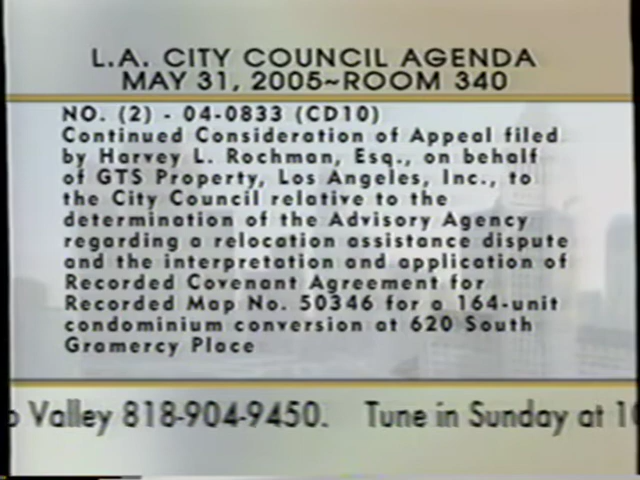 L.A. CITY COUNCIL AGENDA
MAY 31, 2005~ROOM 340
NO. (2) - 04-0833 (CD10)
Continued Consideration of Appeal filed
by Harvey L. Rochman, Esq., on behalf
of GTS Property, Los Angeles, Inc., to
the City Council relative to the
determination of the Advisory Agency
regarding a relocation assistance dispute
and the interpretation and application of
Recorded Covenant Agreement for
Recorded Map No. 50346 for a 164-unit
condominium conversion at 620 South
Gramercy Place
Valley 818-904-9450. Tune in Sunday at